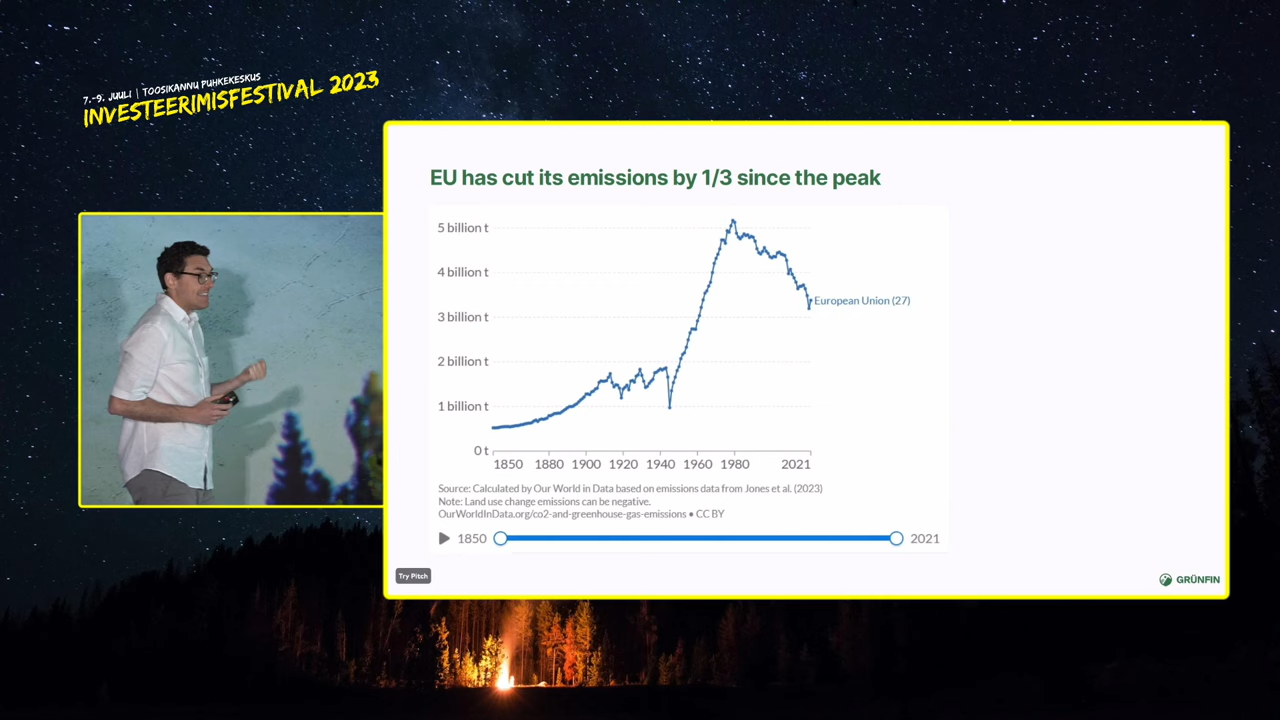 7.-9. JUULI | TOOSIKANNU PUHKEKESKUS
INVESTEERIMISFESTIVAL 2023
EU has cut its emissions by 1/3 since the peak
5 billion t
4 billion t
3 billion t
2 billion t
1 billion t
0 t
European Union (27)
1850 1880 1900 1920 1940 1960 1980 2021
Source: Calculated by Our World in Data based on emissions data from Jones et al. (2023)
Note: Land use change emissions can be negative.
OurWorldInData.org/co2-and-greenhouse-gas-emissions • CC BY
1850 2021
Try Pitch
GRÜNFIN